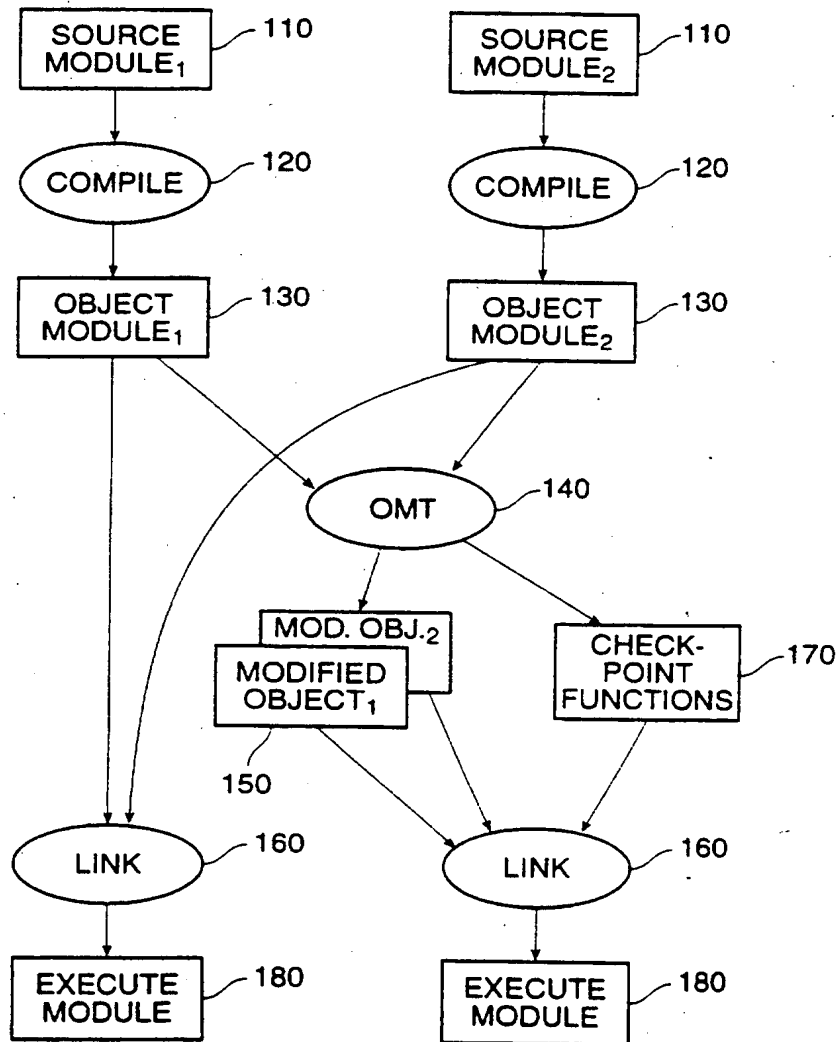 SOURCE
MODULE₁
110
SOURCE
MODULE₂
110
COMPILE
120
COMPILE
120
OBJECT
MODULE₁
130
OBJECT
MODULE₂
130
OMT
140
MOD. OBJ.₂
MODIFIED
OBJECT₁
150
CHECK-
POINT
FUNCTIONS
170
LINK
160
LINK
160
EXECUTE
MODULE
180
EXECUTE
MODULE
180